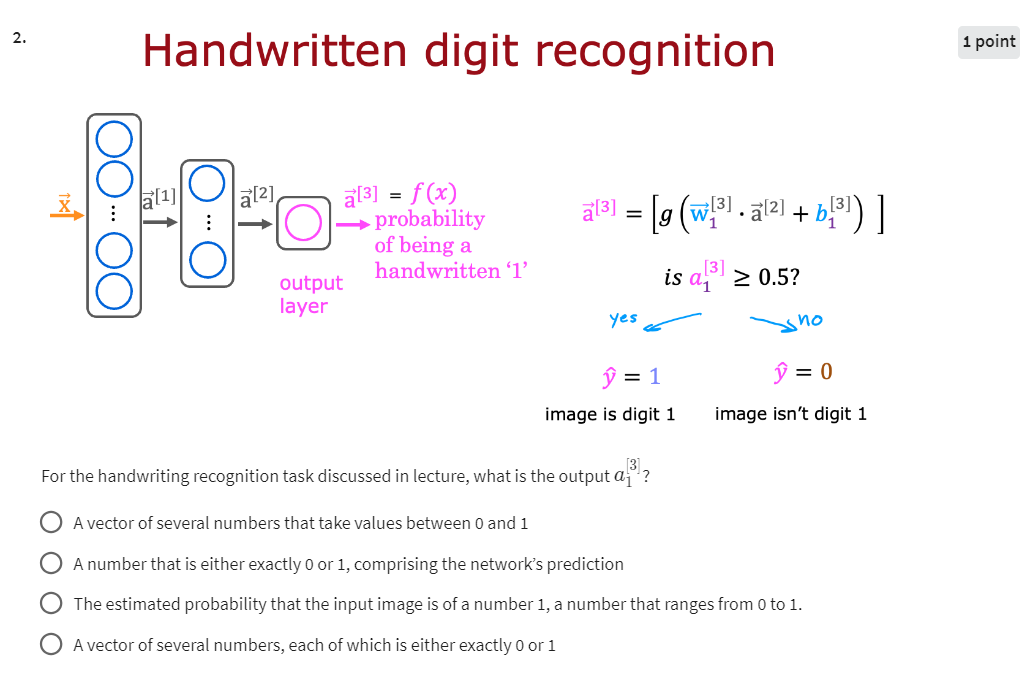 2.
Handwritten digit recognition
1 point
x⃗
a⃗[1]
a⃗[2]
a⃗[3] = f(x)
probability
of being a
handwritten ‘1’
output
layer
a⃗[3] = [g (w⃗1[3] · a⃗[2] + b1[3]) ]
is a1[3] ≥ 0.5?
yes
no
ŷ = 1
ŷ = 0
image is digit 1
image isn’t digit 1
For the handwriting recognition task discussed in lecture, what is the output a1[3]?
A vector of several numbers that take values between 0 and 1
A number that is either exactly 0 or 1, comprising the network’s prediction
The estimated probability that the input image is of a number 1, a number that ranges from 0 to 1.
A vector of several numbers, each of which is either exactly 0 or 1